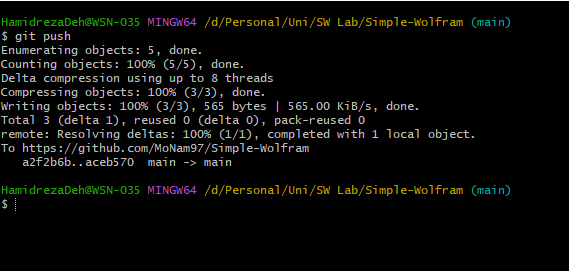 HamidrezaDeh@WSN-035 MINGW64 /d/Personal/Uni/SW Lab/Simple-Wolfram (main)
$ git push
Enumerating objects: 5, done.
Counting objects: 100% (5/5), done.
Delta compression using up to 8 threads
Compressing objects: 100% (3/3), done.
Writing objects: 100% (3/3), 565 bytes | 565.00 KiB/s, done.
Total 3 (delta 1), reused 0 (delta 0), pack-reused 0
remote: Resolving deltas: 100% (1/1), completed with 1 local object.
To https://github.com/MoNam97/Simple-Wolfram
   a2f2b6b..aceb570  main -> main
HamidrezaDeh@WSN-035 MINGW64 /d/Personal/Uni/SW Lab/Simple-Wolfram (main)
$